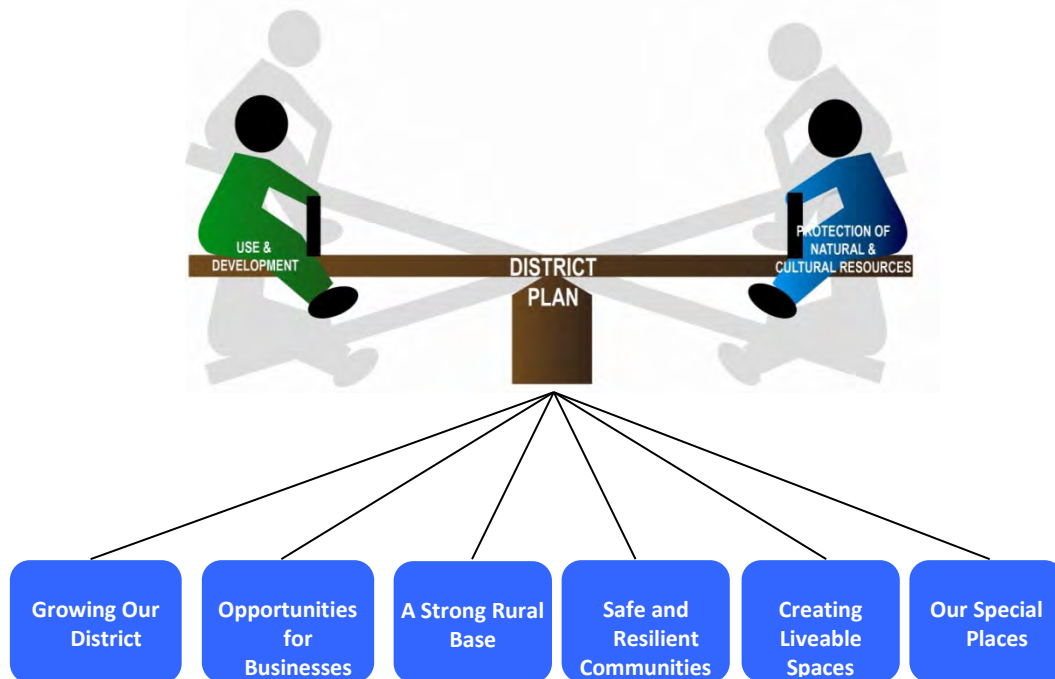 USE &
DEVELOPMENT
DISTRICT
PLAN
PROTECTION OF
NATURAL &
CULTURAL RESOURCES
Growing Our
District
Opportunities
for
Businesses
A Strong Rural
Base
Safe and
Resilient
Communities
Creating
Liveable
Spaces
Our Special
Places